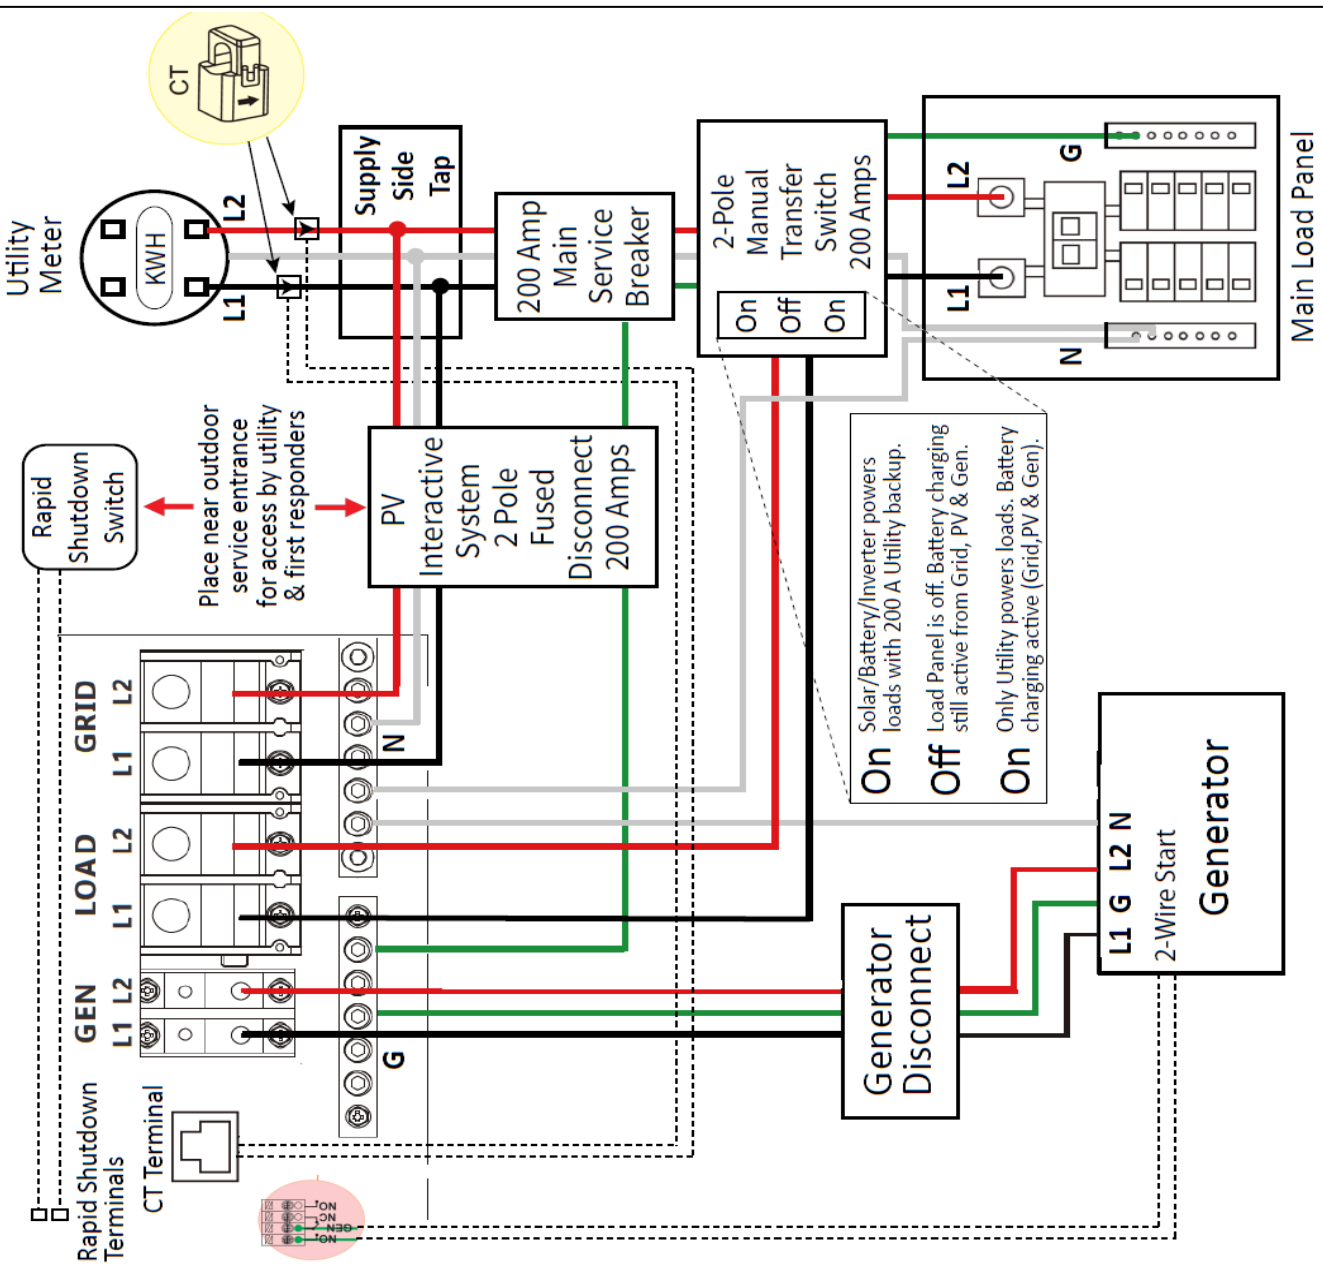 Utility
Meter
KWH
L2
L1
CT
Supply
Side
Tap
200 Amp
Main
Service
Breaker
2-Pole
Manual
Transfer
Switch
200 Amps
On
Off
On
L2
G
L1
N
Main Load Panel
Rapid
Shutdown
Switch
Place near outdoor
service entrance
for access by utility
& first responders
PV
Interactive
System
2 Pole
Fused
Disconnect
200 Amps
On Solar/Battery/Inverter powers
loads with 200 A Utility backup.
Off Load Panel is off. Battery charging
still active from Grid, PV & Gen.
On Only Utility powers loads. Battery
charging active (Grid,PV & Gen).
GRID
L1 L2
LOAD
L1 L2
GEN
L1 L2
N
G
Rapid Shutdown
Terminals
CT Terminal
NO
NC
GEN
NO
Generator
Disconnect
L1 G L2 N
2-Wire Start
Generator